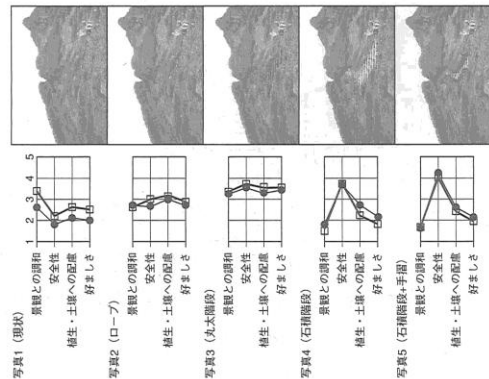 写真1（現状）
1 2 3 4 5
景観との調和
安全性
植生・土壌への配慮
好ましさ
写真2（ロープ）
景観との調和
安全性
植生・土壌への配慮
好ましさ
写真3（丸太階段）
景観との調和
安全性
植生・土壌への配慮
好ましさ
写真4（石積階段）
景観との調和
安全性
植生・土壌への配慮
好ましさ
写真5（石積階段+手摺）
景観との調和
安全性
植生・土壌への配慮
好ましさ